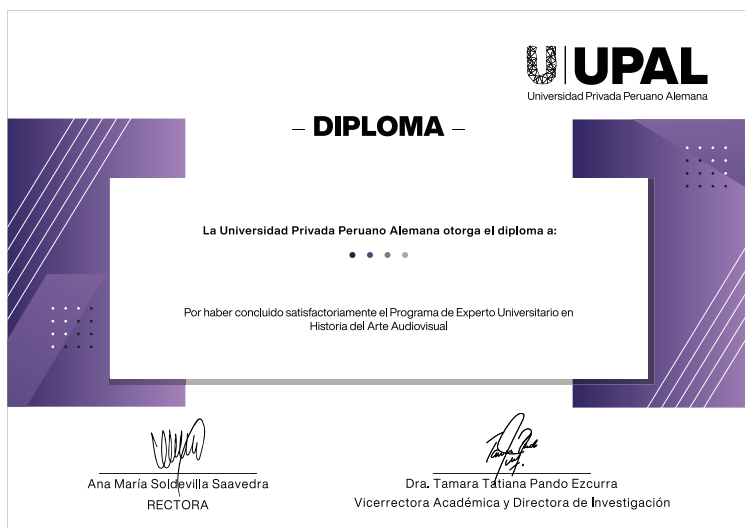 UPAL
Universidad Privada Peruano Alemana
– DIPLOMA –
La Universidad Privada Peruano Alemana otorga el diploma a:
Por haber concluido satisfactoriamente el Programa de Experto Universitario en
Historia del Arte Audiovisual
Ana María Soldevilla Saavedra
RECTORA
Dra. Tamara Tatiana Pando Ezcurra
Vicerrectora Académica y Directora de Investigación